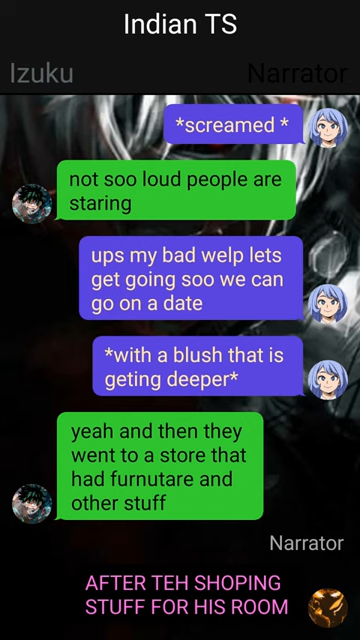 Indian TS
Izuku
Narrator
*screamed *
not soo loud people are
staring
ups my bad welp lets
get going soo we can
go on a date
*with a blush that is
geting deeper*
yeah and then they
went to a store that
had furnutare and
other stuff
Narrator
AFTER TEH SHOPING
STUFF FOR HIS ROOM